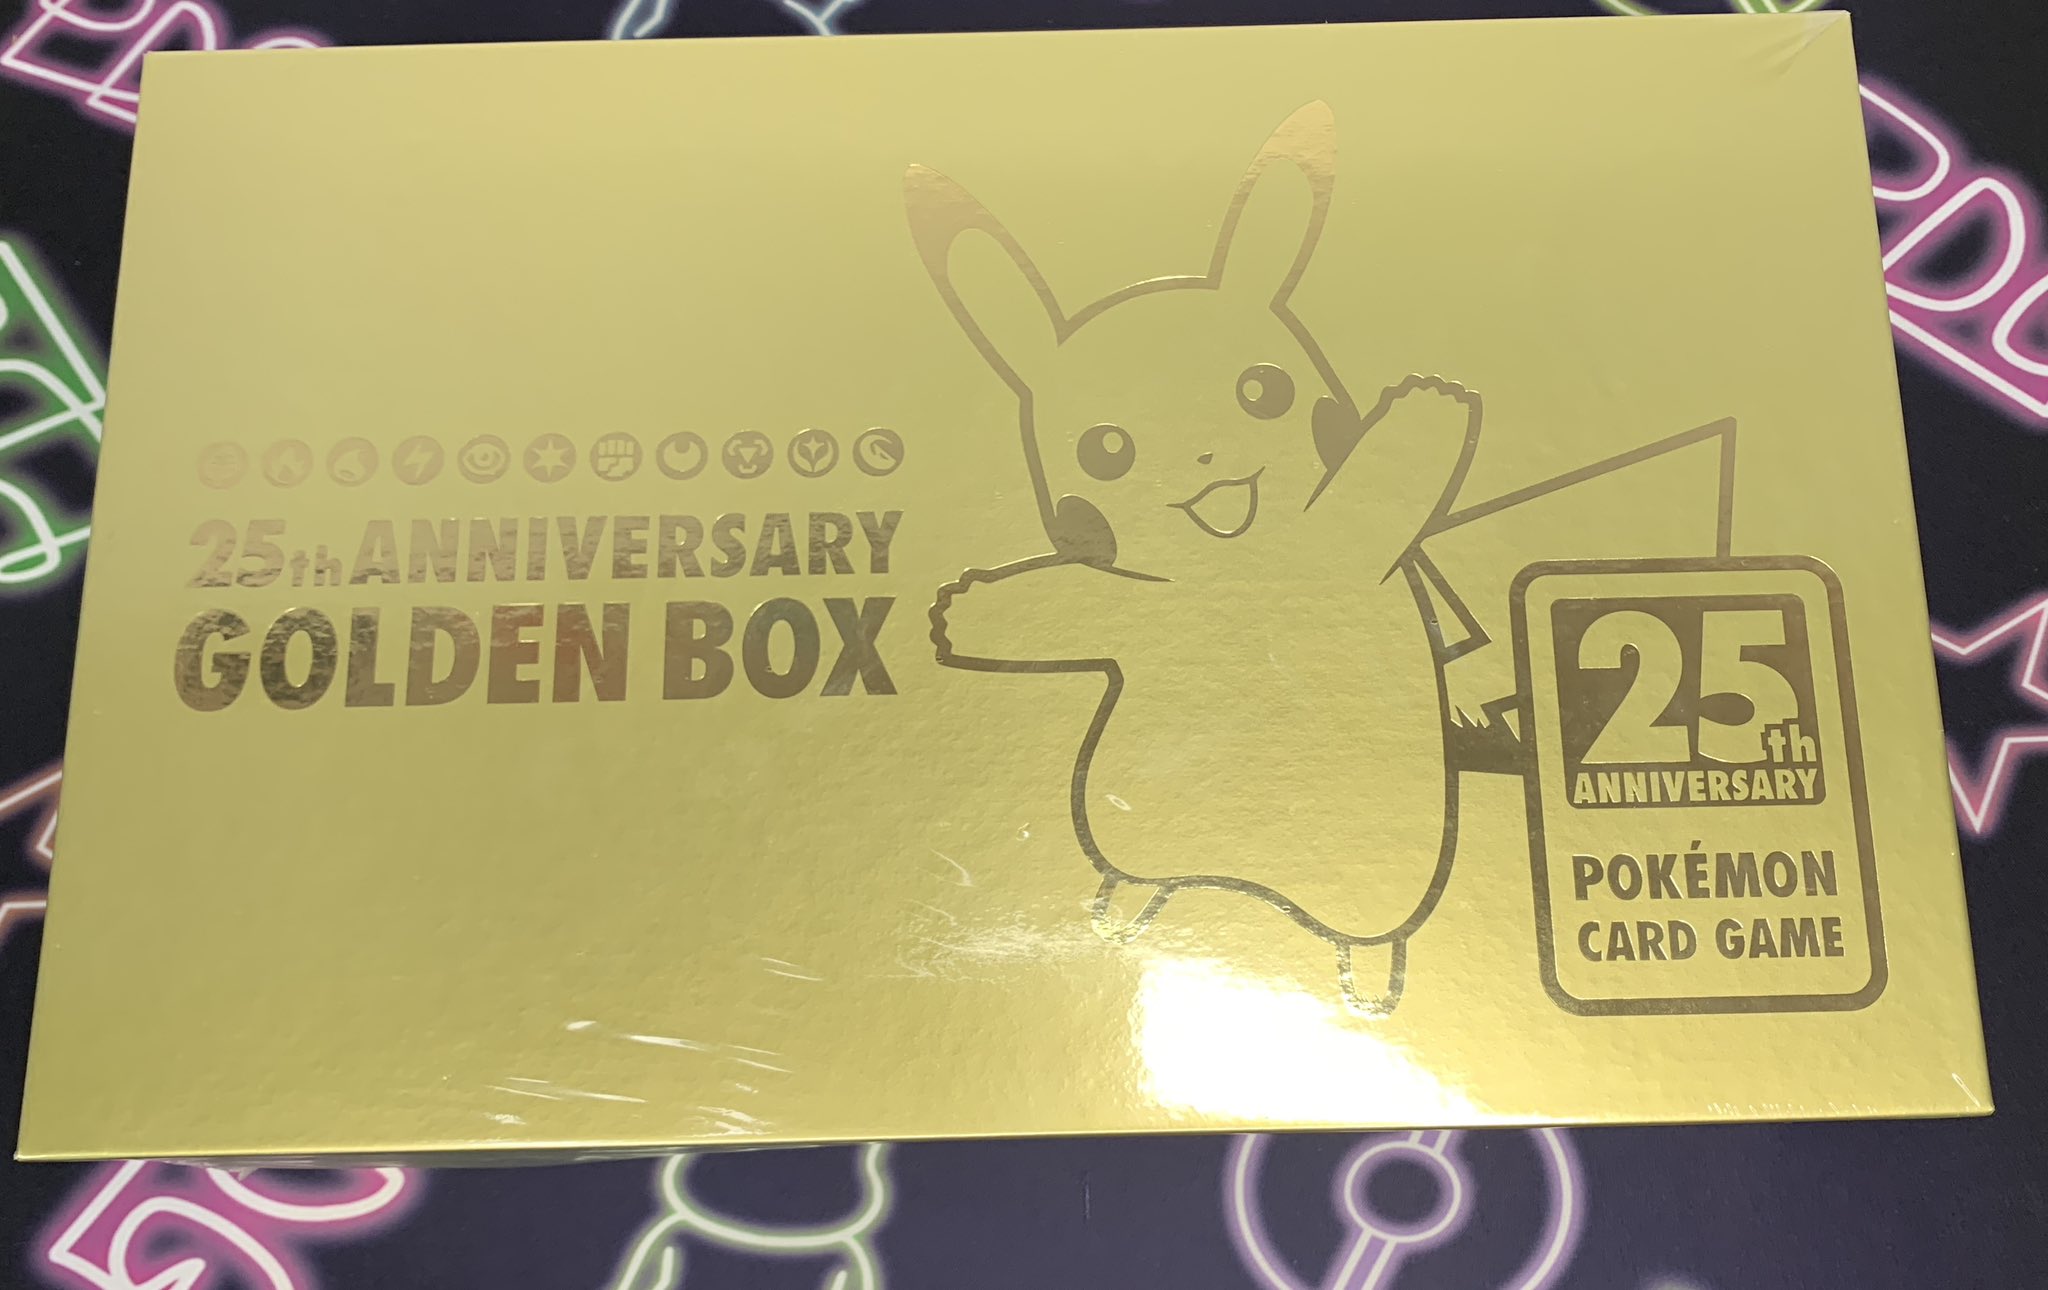 25th ANNIVERSARY
GOLDEN BOX
25th
ANNIVERSARY
POKÉMON
CARD GAME